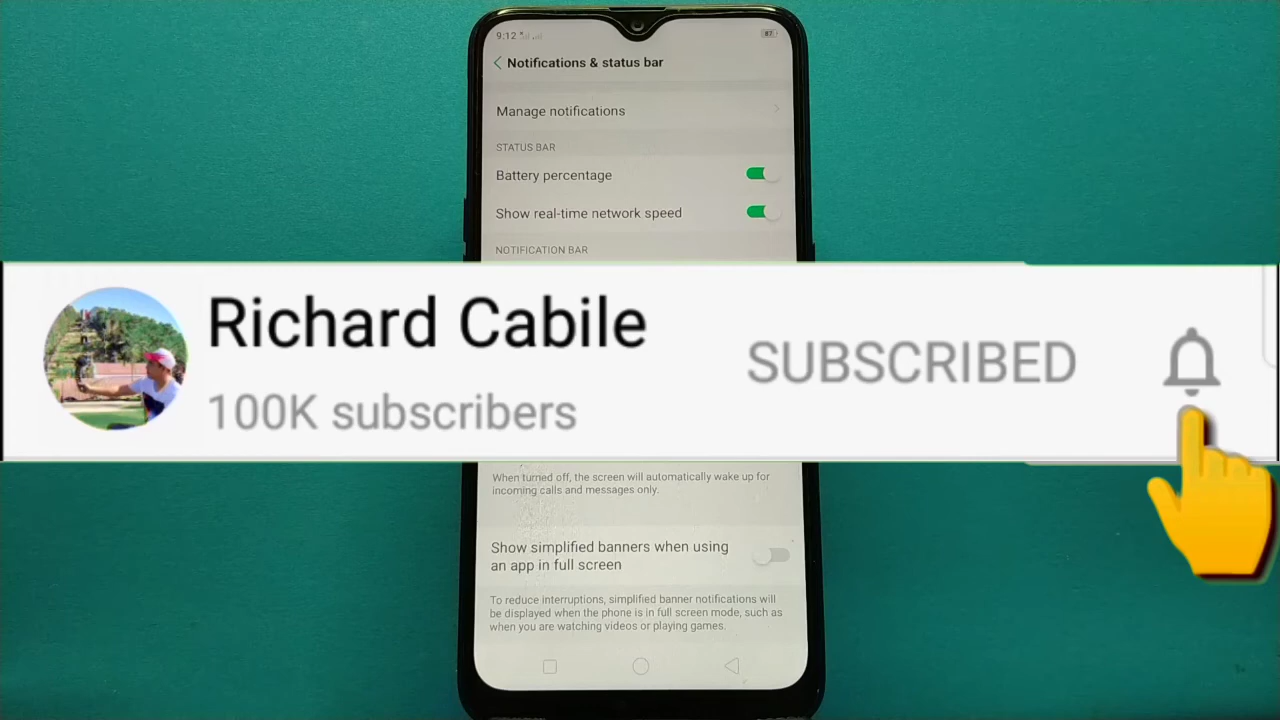 9:12
87
Notifications & status bar
Manage notifications
STATUS BAR
Battery percentage
Show real-time network speed
NOTIFICATION BAR
Richard Cabile
100K subscribers
SUBSCRIBED
When turned off, the screen will automatically wake up for
incoming calls and messages only.
Show simplified banners when using
an app in full screen
To reduce interruptions, simplified banner notifications will
be displayed when the phone is in full screen mode, such as
when you are watching videos or playing games.